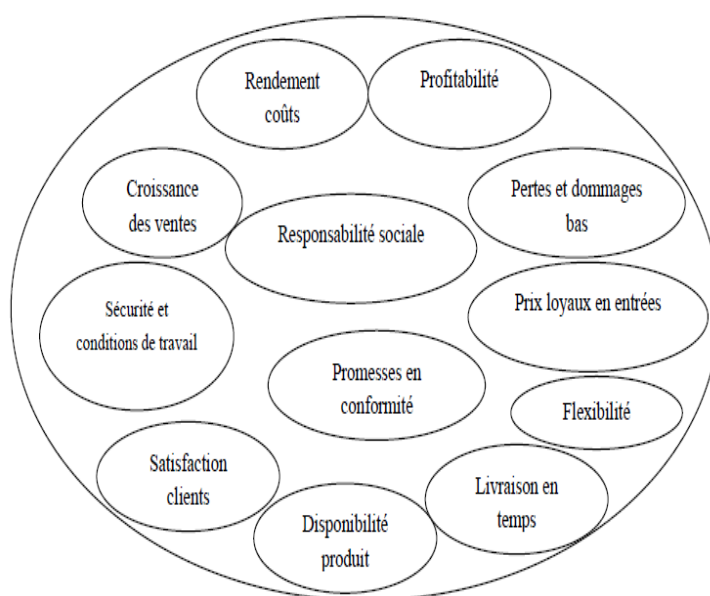 Rendement
coûts
Profitabilité
Croissance
des ventes
Pertes et dommages
bas
Responsabilité sociale
Sécurité et
conditions de travail
Prix loyaux en entrées
Promesses en
conformité
Flexibilité
Satisfaction
clients
Livraison en
temps
Disponibilité
produit